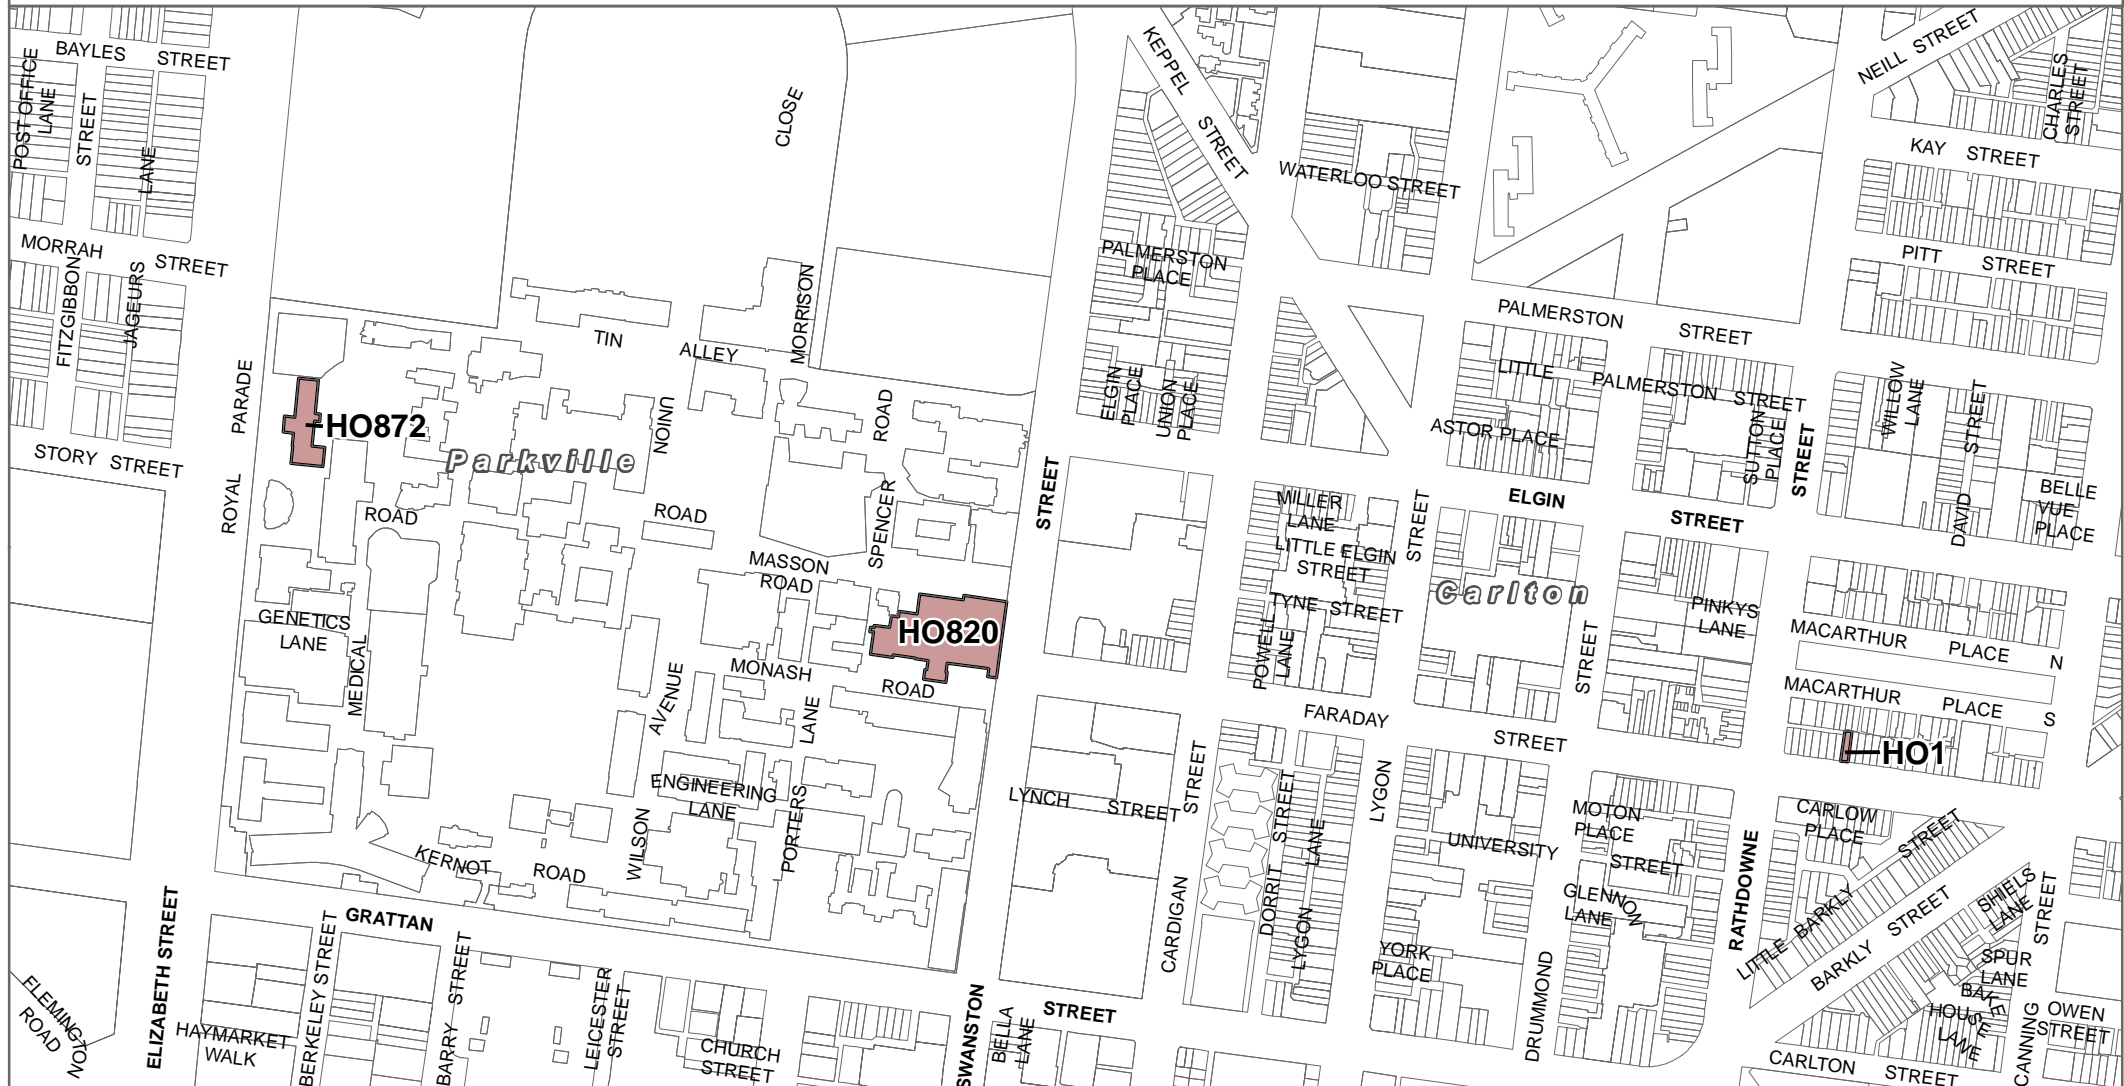 BAYLES STREET
POST OFFICE
LANE
STREET
LANE
MORRAH STREET
FITZGIBBON
JAGEURS
STORY STREET
PARADE
ROYAL
HO872
Parkville
CLOSE
MORRISON
TIN ALLEY
UNION
ROAD
ROAD
ROAD
SPENCER
MASSON
ROAD
HO820
GENETICS
LANE
MEDICAL
MONASH ROAD
AVENUE
LANE
ENGINEERING
LANE
WILSON
PORTERS
KERNOT ROAD
GRATTAN
ELIZABETH STREET
FLEMINGTON
ROAD
HAYMARKET
WALK
BERKELEY STREET
BARRY STREET
LEICESTER
STREET
CHURCH
STREET
SWANSTON
STREET
BELLA
LANE
STREET
KEPPEL STREET
WATERLOO STREET
PALMERSTON
PLACE
ELGIN
PLACE
UNION
PLACE
NEILL STREET
CHARLES
STREET
KAY STREET
PITT STREET
PALMERSTON STREET
LITTLE PALMERSTON STREET
ASTOR PLACE
SUTTON
PLACE
STREET
WILLOW
LANE
DAVID STREET
BELLE
VUE
PLACE
ELGIN STREET
MILLER
LANE
LITTLE ELGIN
STREET
STREET
TYNE STREET
POWELL
LANE
Carlton
PINKYS
LANE
STREET
MACARTHUR PLACE N
MACARTHUR PLACE S
HO1
FARADAY STREET
LYNCH STREET
STREET
CARDIGAN
DORRIT STREET
LYGON LANE
LYGON
UNIVERSITY STREET
MOTON
PLACE
GLENNON
LANE
YORK
PLACE
DRUMMOND
RATHDOWNE
CARLOW
PLACE
LITTLE BARKLY STREET
BARKLY STREET
SHIELS
LANE
STREET
SPUR
LANE
BAKE
HOUSE
LANE
OWEN
STREET
CANNING
CARLTON STREET